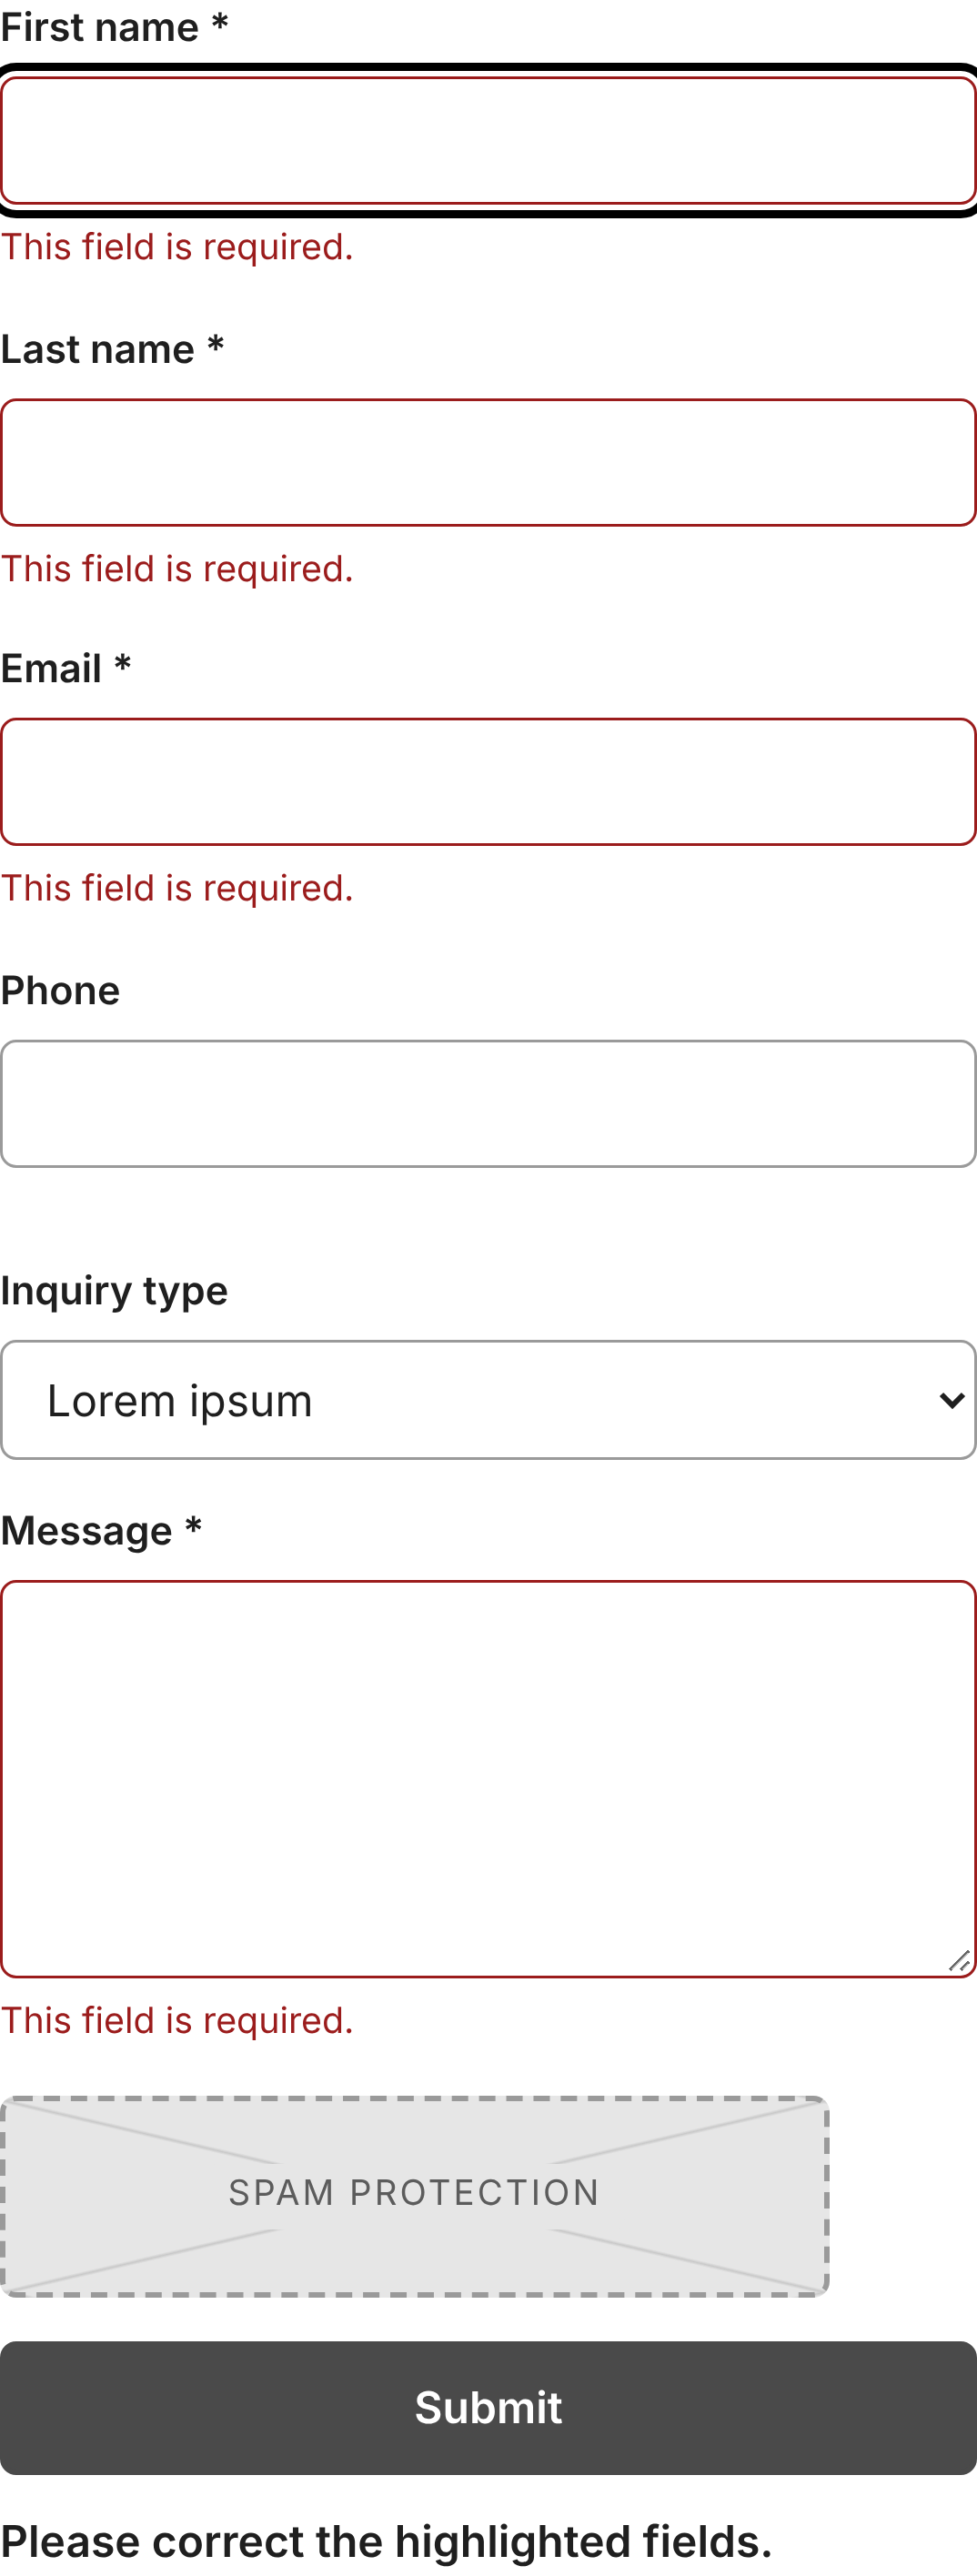 First name *
This field is required.
Last name *
This field is required.
Email *
This field is required.
Phone
Inquiry type
Lorem ipsum
Message *
This field is required.
SPAM PROTECTION
Submit
Please correct the highlighted fields.